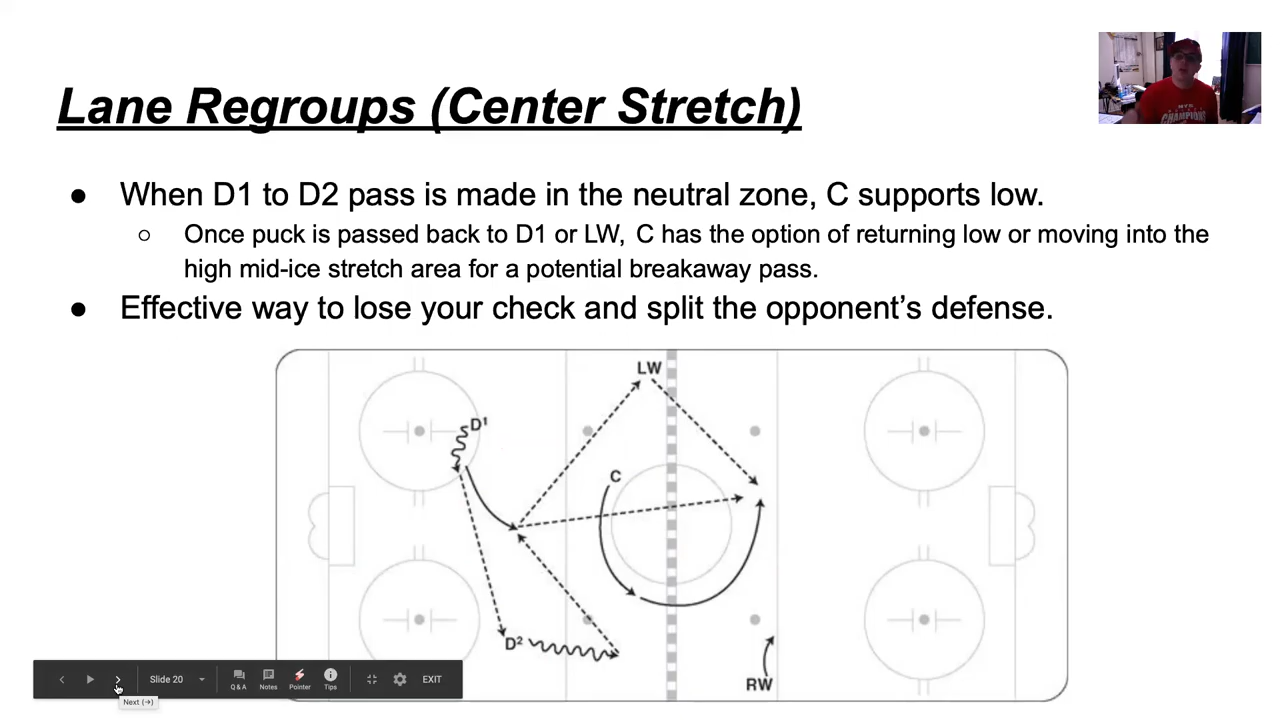 Lane Regroups (Center Stretch)
● When D1 to D2 pass is made in the neutral zone, C supports low.
○ Once puck is passed back to D1 or LW, C has the option of returning low or moving into the
high mid-ice stretch area for a potential breakaway pass.
● Effective way to lose your check and split the opponent’s defense.
LW
D¹
C
D²
RW
CHAMPIONS
Slide 20
Q&A
Notes
Pointer
Tips
EXIT
Next (→)